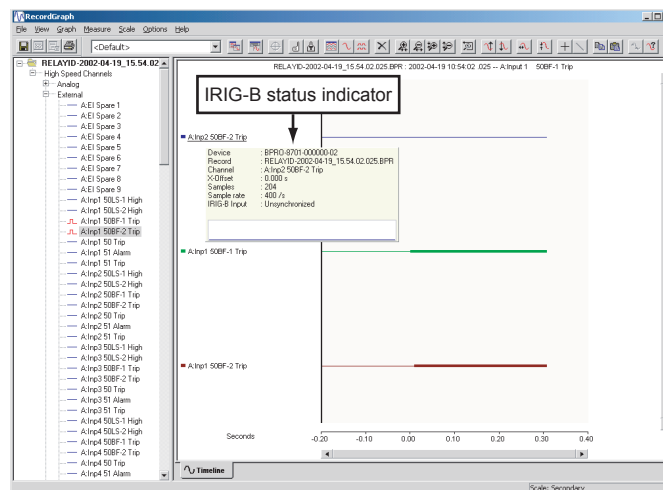 RecordGraph
File View Graph Measure Scale Options Help
<Default>
RELAYID-2002-04-19_15.54.02
High Speed Channels
Analog
External
A:EI Spare 1
A:EI Spare 2
A:EI Spare 3
A:EI Spare 4
A:EI Spare 5
A:EI Spare 6
A:EI Spare 7
A:EI Spare 8
A:EI Spare 9
A:Inp1 50LS-1 High
A:Inp1 50LS-2 High
A:Inp1 50BF-1 Trip
A:Inp1 50BF-2 Trip
A:Inp1 50 Trip
A:Inp1 51 Alarm
A:Inp1 51 Trip
A:Inp2 50LS-1 High
A:Inp2 50LS-2 High
A:Inp2 50BF-1 Trip
A:Inp2 50BF-2 Trip
A:Inp2 50 Trip
A:Inp2 51 Alarm
A:Inp2 51 Trip
A:Inp3 50LS-1 High
A:Inp3 50LS-2 High
A:Inp3 50BF-1 Trip
A:Inp3 50BF-2 Trip
A:Inp3 50 Trip
A:Inp3 51 Alarm
A:Inp3 51 Trip
A:Inp4 50LS-1 High
A:Inp4 50LS-2 High
A:Inp4 50BF-1 Trip
A:Inp4 50BF-2 Trip
A:Inp4 50 Trip
A:Inp4 51 Alarm
RELAYID-2002-04-19_15.54.02.025.BPR : 2002-04-19 10:54:02 .025 -- A:Input 1 50BF-1 Trip
IRIG-B status indicator
A:Inp2 50BF-2 Trip
Device : BPRO-8701-000000-02
Record : RELAYID-2002-04-19_15.54.02.025.BPR
Channel : A:Inp2 50BF-2 Trip
X-Offset : 0.000 s
Samples : 204
Sample rate : 400 /s
IRIG-B Input : Unsynchronized
A:Inp1 50BF-1 Trip
A:Inp1 50BF-2 Trip
Seconds
-0.20 -0.10 0.00 0.10 0.20 0.30 0.40
Timeline
Scale: Secondary